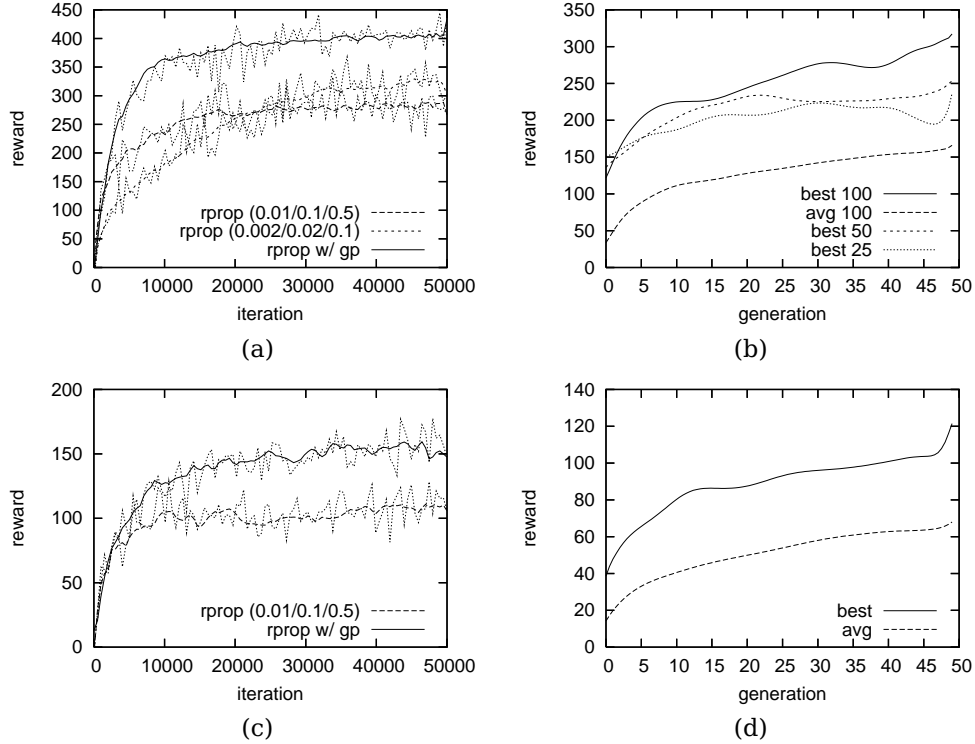 450
400
350
300
250
200
150
100
50
0
reward
0 10000 20000 30000 40000 50000
iteration
rprop (0.01/0.1/0.5)
rprop (0.002/0.02/0.1)
rprop w/ gp
(a)
350
300
250
200
150
100
50
0
reward
0 5 10 15 20 25 30 35 40 45 50
generation
best 100
avg 100
best 50
best 25
(b)
200
150
100
50
0
reward
0 10000 20000 30000 40000 50000
iteration
rprop (0.01/0.1/0.5)
rprop w/ gp
(c)
140
120
100
80
60
40
20
0
reward
0 5 10 15 20 25 30 35 40 45 50
generation
best
avg
(d)